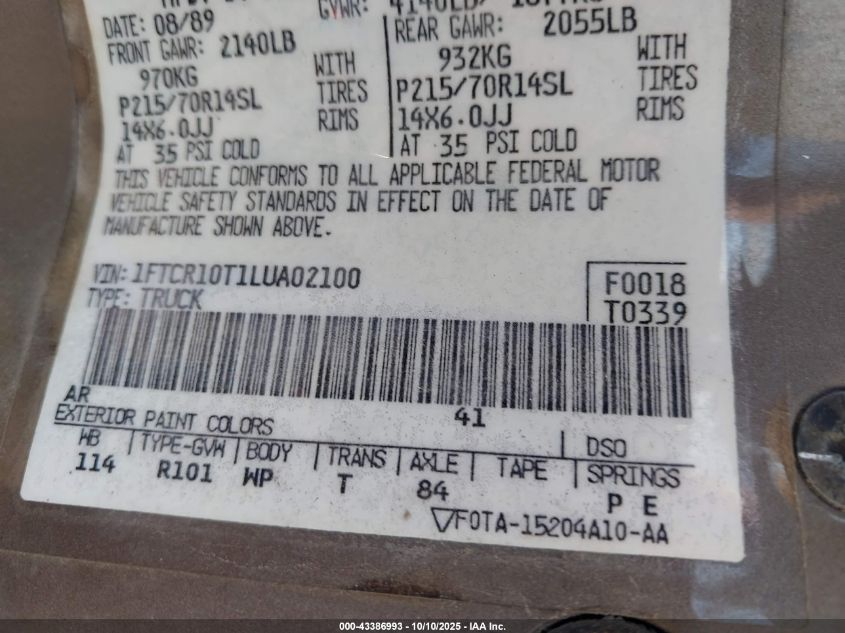 GVWR: 4140LB/
DATE: 08/89
FRONT GAWR: 2140LB
970KG WITH
P215/70R14SL TIRES
14X6.0JJ RIMS
AT 35 PSI COLD
REAR GAWR: 2055LB
932KG WITH
P215/70R14SL TIRES
14X6.0JJ RIMS
AT 35 PSI COLD
THIS VEHICLE CONFORMS TO ALL APPLICABLE FEDERAL MOTOR
VEHICLE SAFETY STANDARDS IN EFFECT ON THE DATE OF
MANUFACTURE SHOWN ABOVE.
VIN: 1FTCR10T1LUA02100
TYPE: TRUCK
F0018
T0339
AR 41
EXTERIOR PAINT COLORS DSO
WB TYPE-GVW BODY TRANS AXLE TAPE SPRINGS
114 R101 WP T 84 P E
F0TA-15204A10-AA
000-43386993 - 10/10/2025 - IAA Inc.